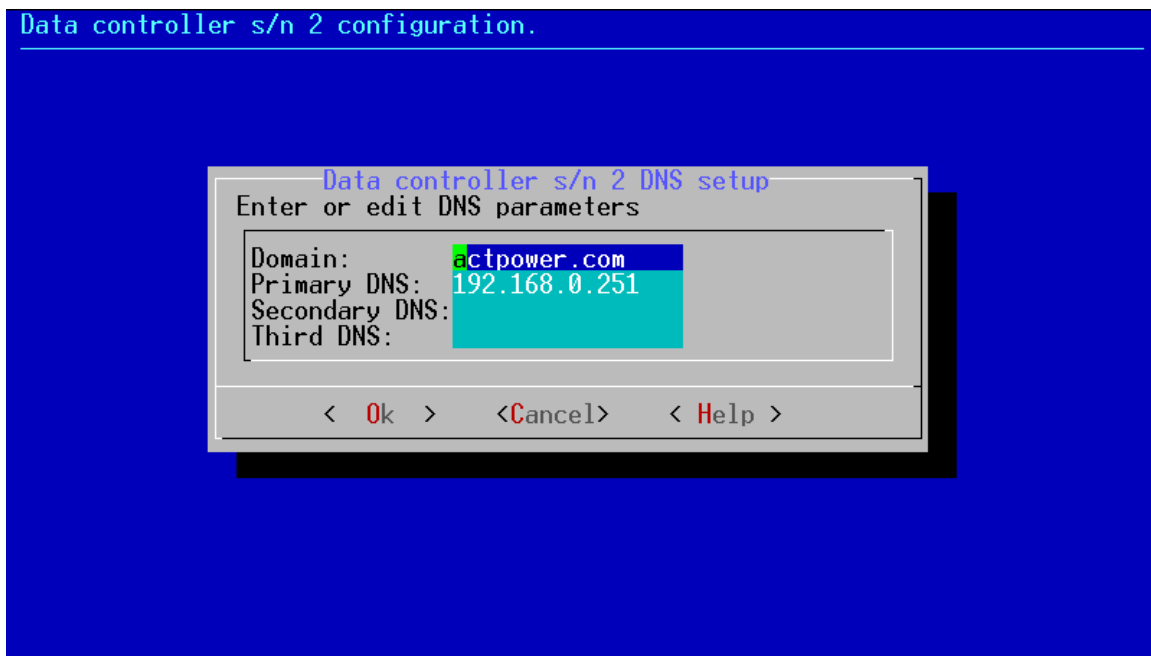 Data controller s/n 2 configuration.
Data controller s/n 2 DNS setup
Enter or edit DNS parameters
Domain: actpower.com
Primary DNS: 192.168.0.251
Secondary DNS:
Third DNS:
< Ok > <Cancel> < Help >